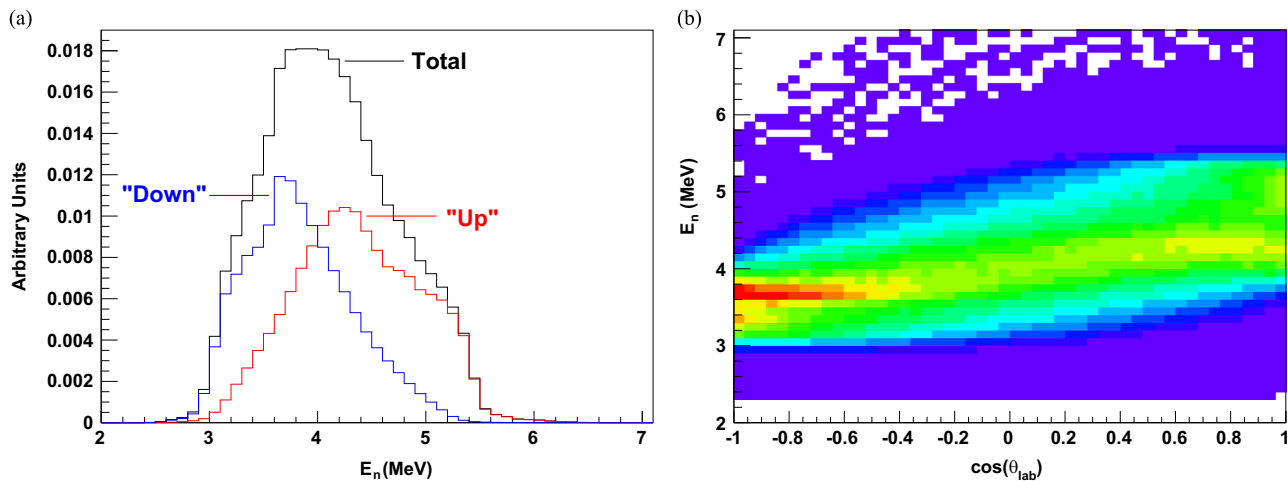 (a)
Arbitrary Units
0.018
0.016
0.014
0.012
0.01
0.008
0.006
0.004
0.002
0
Total
"Down"
"Up"
2 3 4 5 6 7
E_n (MeV)
(b)
E_n (MeV)
7
6
5
4
3
2
-1 -0.8 -0.6 -0.4 -0.2 0 0.2 0.4 0.6 0.8 1
cos(θ_lab)